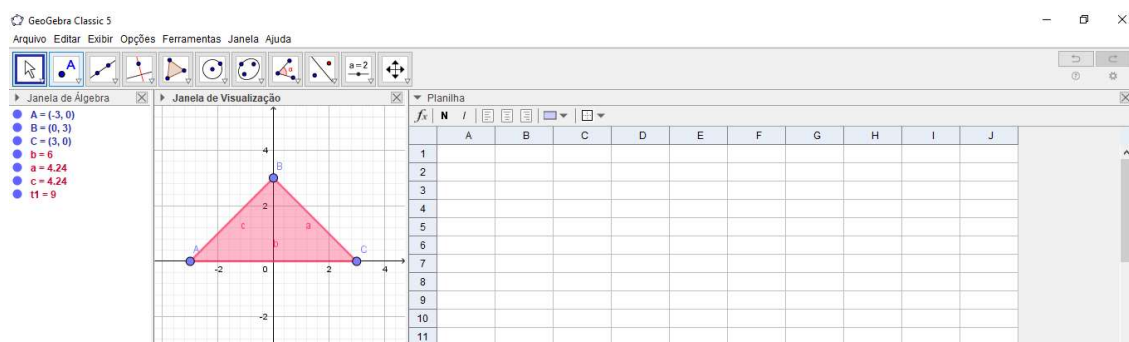 GeoGebra Classic 5
Arquivo Editar Exibir Opções Ferramentas Janela Ajuda
A
a=2
Janela de Álgebra
Janela de Visualização
Planilha
A = (-3, 0)
B = (0, 3)
C = (3, 0)
b = 6
a = 4.24
c = 4.24
t1 = 9
4
B
2
c
a
b
A
C
-2
0
2
4
-2
fx N I
A B C D E F G H I J
1
2
3
4
5
6
7
8
9
10
11